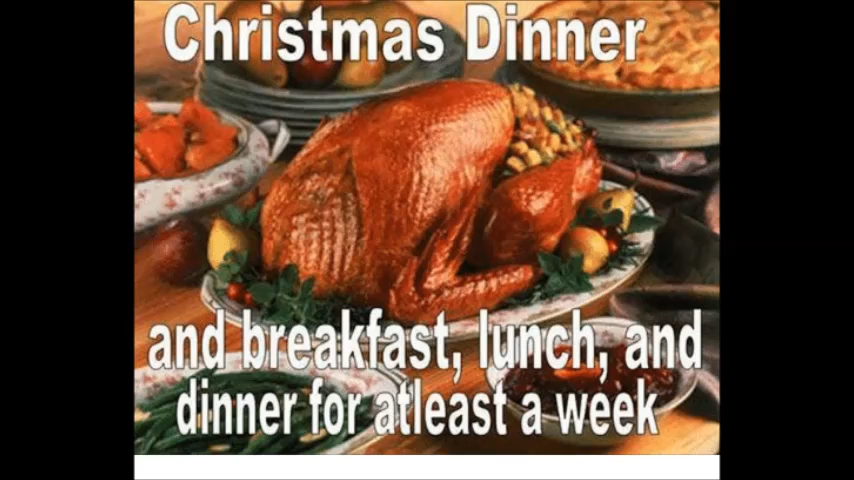 Christmas Dinner
and breakfast, lunch, and
dinner for atleast a week